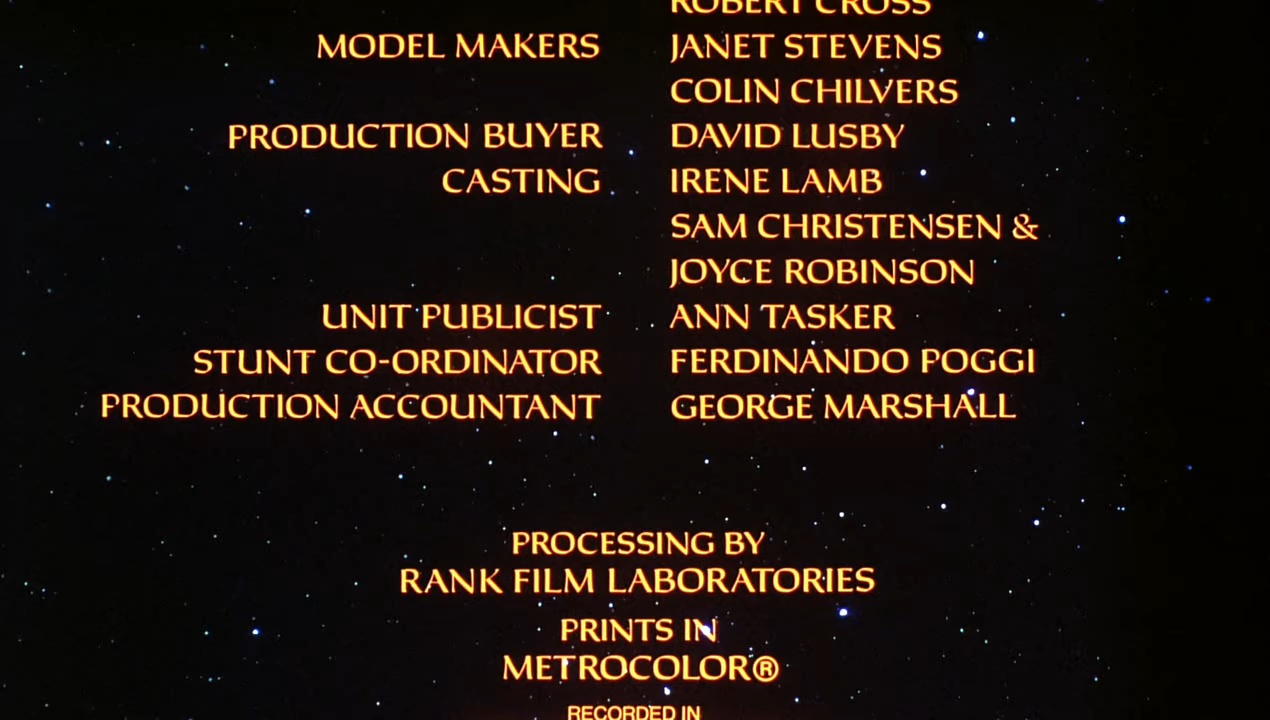 ROBERT CROSS
MODEL MAKERS JANET STEVENS
COLIN CHILVERS
PRODUCTION BUYER DAVID LUSBY
CASTING IRENE LAMB
SAM CHRISTENSEN &
JOYCE ROBINSON
UNIT PUBLICIST ANN TASKER
STUNT CO-ORDINATOR FERDINANDO POGGI
PRODUCTION ACCOUNTANT GEORGE MARSHALL
PROCESSING BY
RANK FILM LABORATORIES
PRINTS IN
METROCOLOR®
RECORDED IN